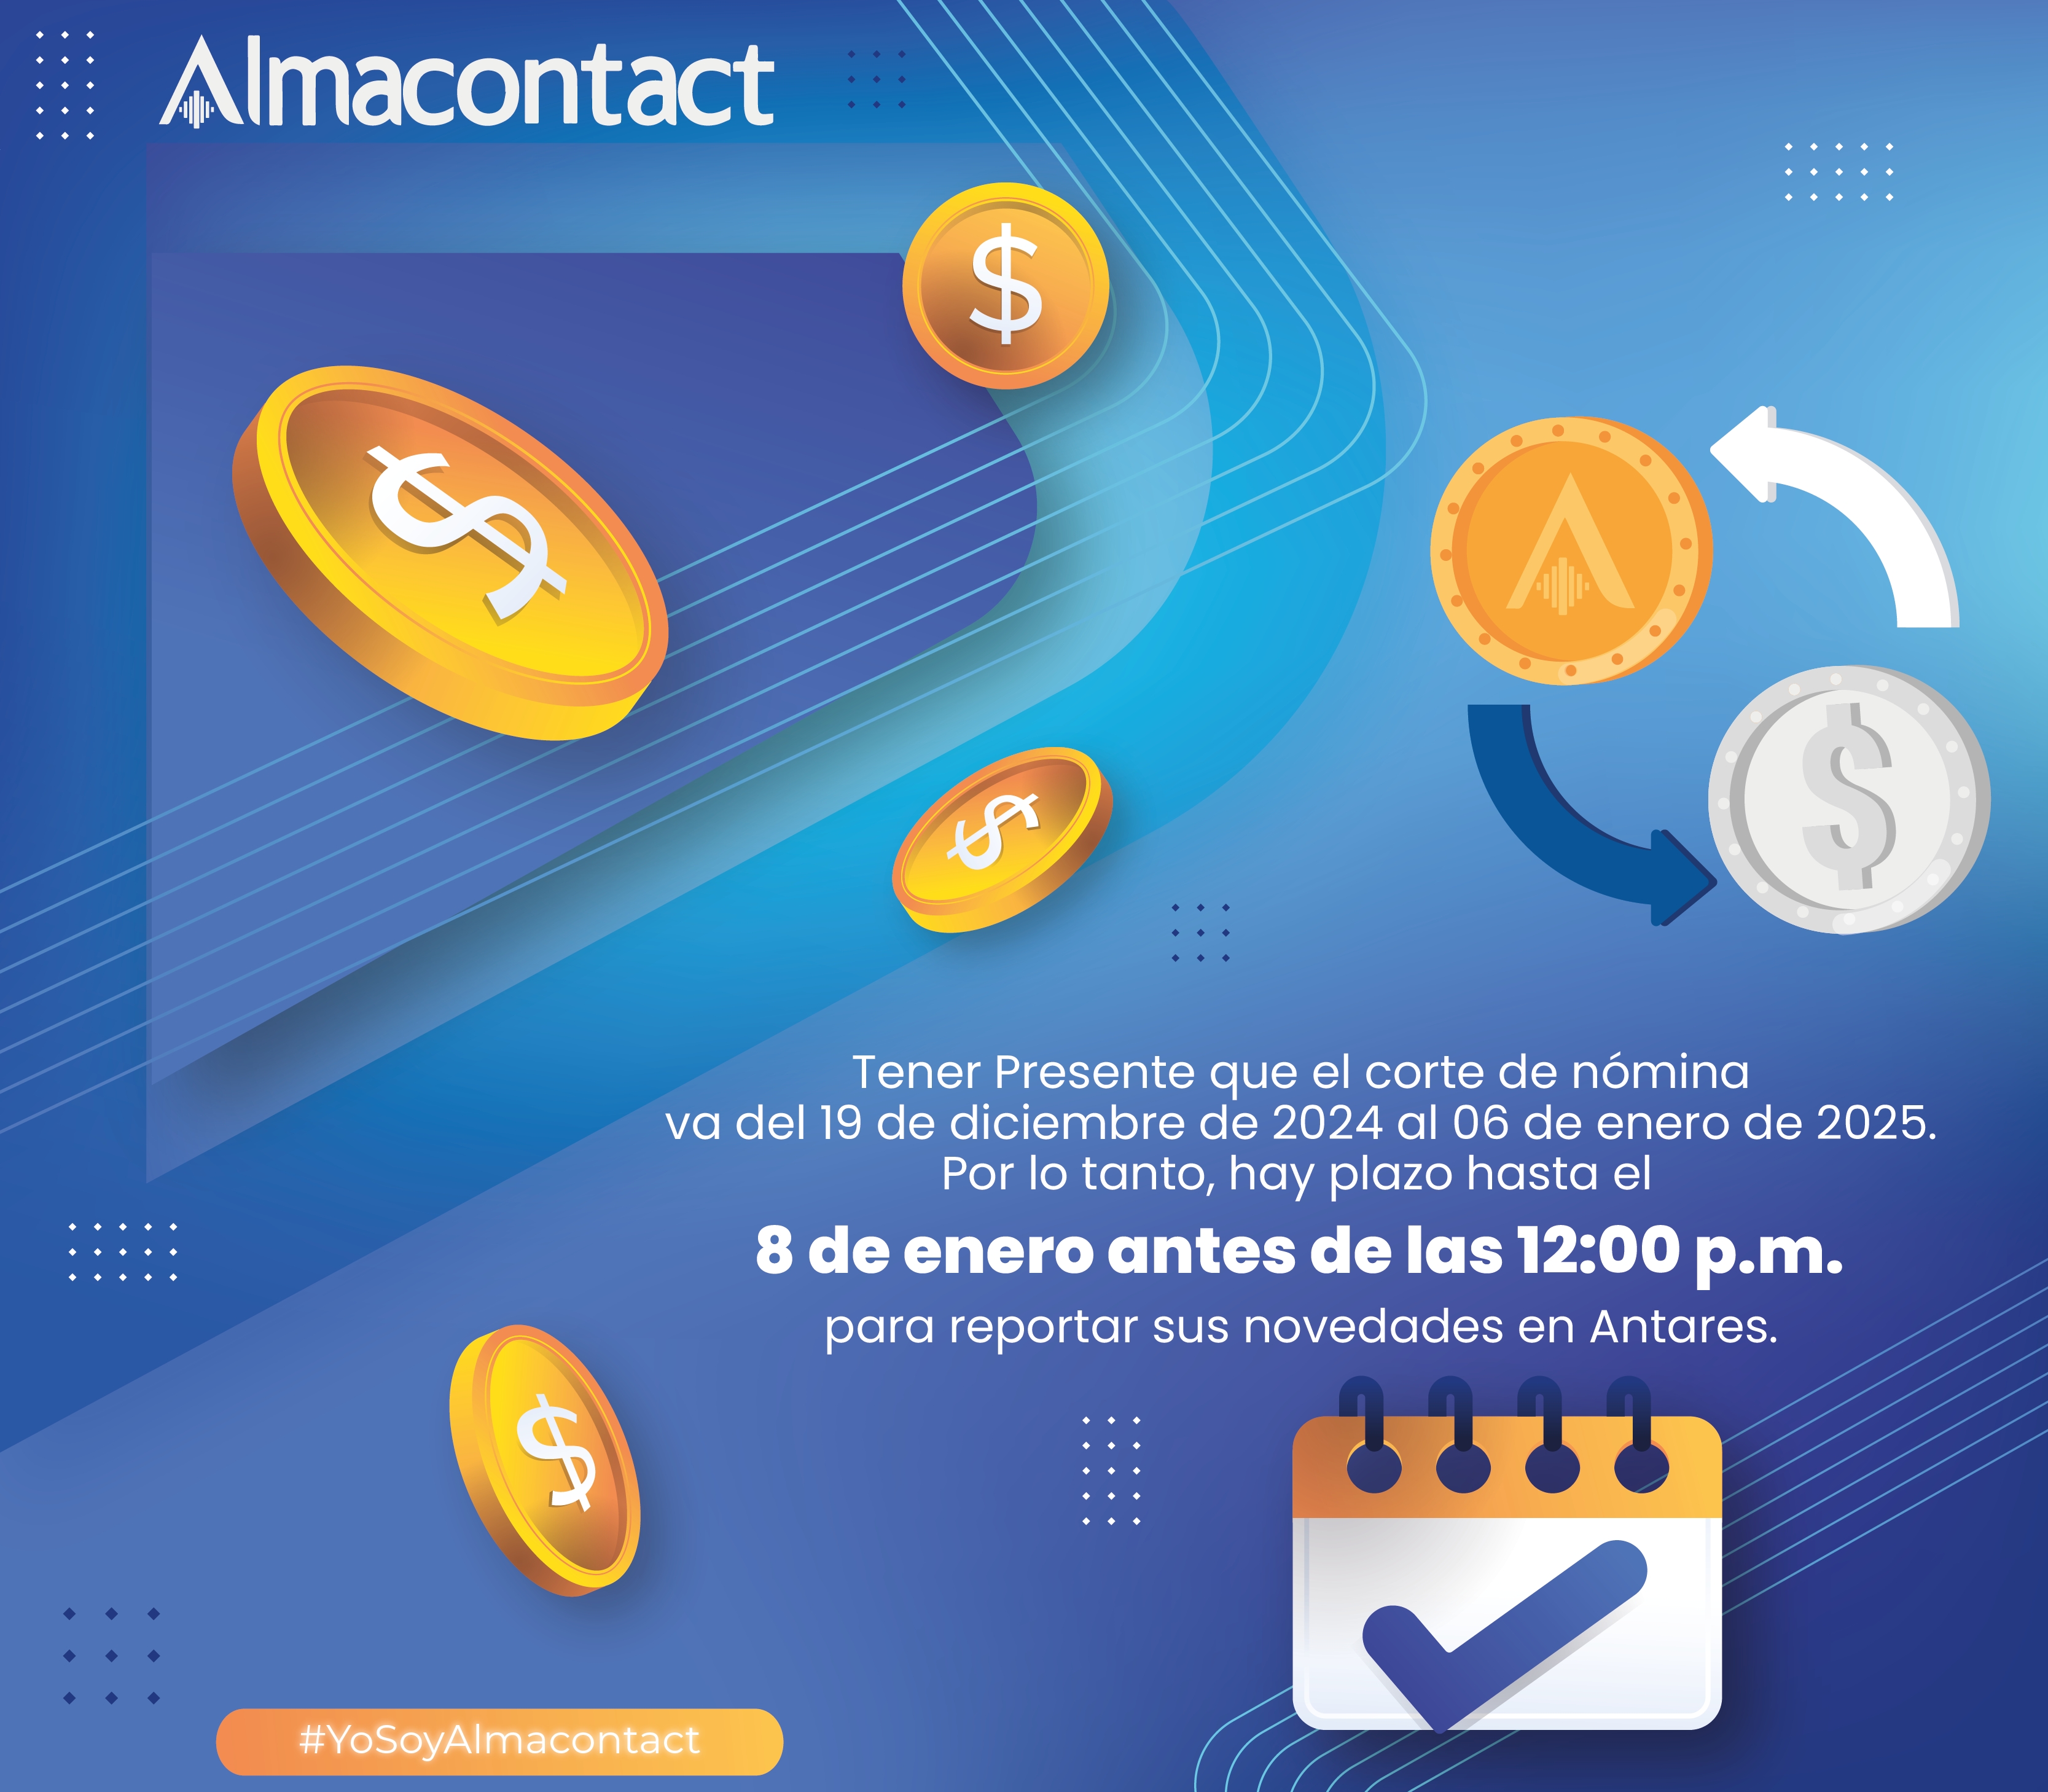 Almacontact
$
$
$
$
$
Tener Presente que el corte de nómina
va del 19 de diciembre de 2024 al 06 de enero de 2025.
Por lo tanto, hay plazo hasta el
8 de enero antes de las 12:00 p.m.
para reportar sus novedades en Antares.
#YoSoyAlmacontact